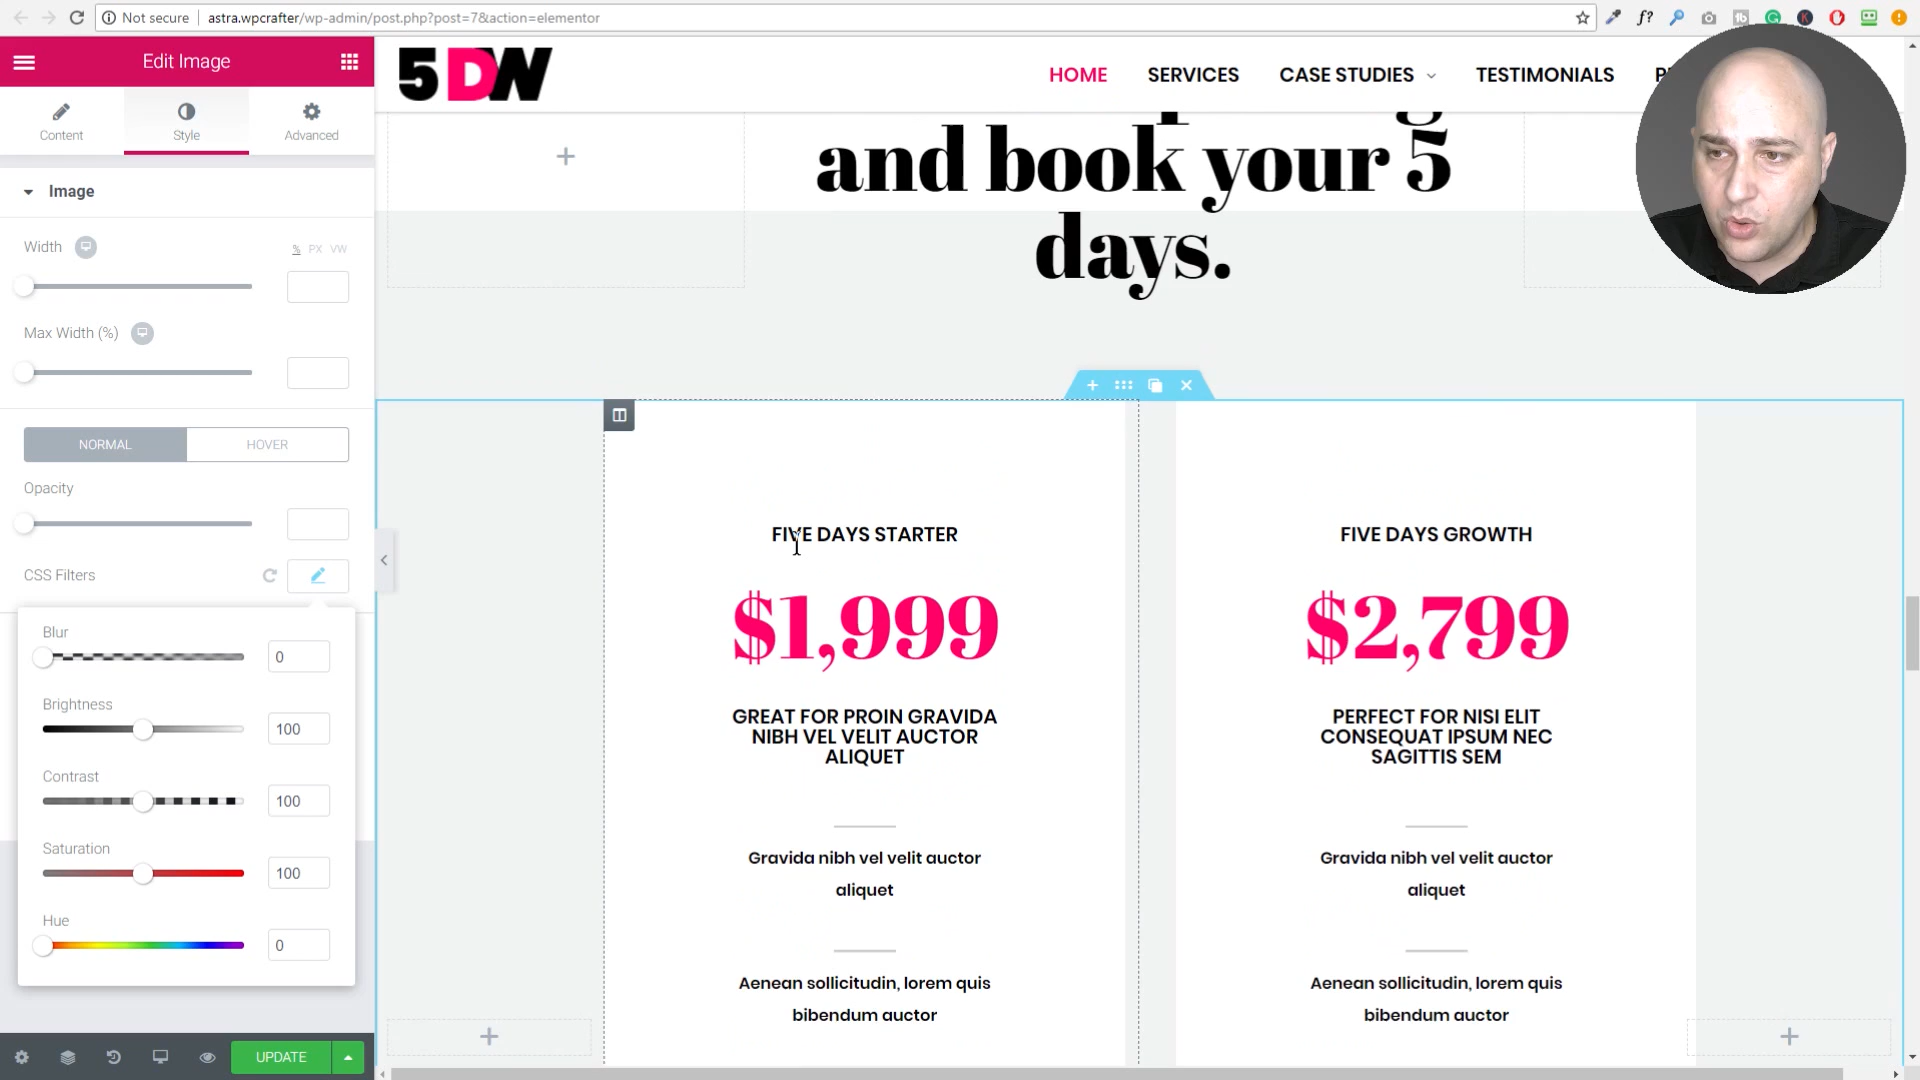 Not secure
astra.wpcrafter/wp-admin/post.php?post=7&action=elementor
f?
Edit Image
Content
Style
Advanced
Image
Width
% PX VW
Max Width (%)
NORMAL
HOVER
Opacity
CSS Filters
Blur
0
Brightness
100
Contrast
100
Saturation
100
Hue
0
UPDATE
5 DW
HOME
SERVICES
CASE STUDIES
TESTIMONIALS
and book your 5
days.
FIVE DAYS STARTER
$1,999
GREAT FOR PROIN GRAVIDA
NIBH VEL VELIT AUCTOR
ALIQUET
Gravida nibh vel velit auctor
aliquet
Aenean sollicitudin, lorem quis
bibendum auctor
FIVE DAYS GROWTH
$2,799
PERFECT FOR NISI ELIT
CONSEQUAT IPSUM NEC
SAGITTIS SEM
Gravida nibh vel velit auctor
aliquet
Aenean sollicitudin, lorem quis
bibendum auctor